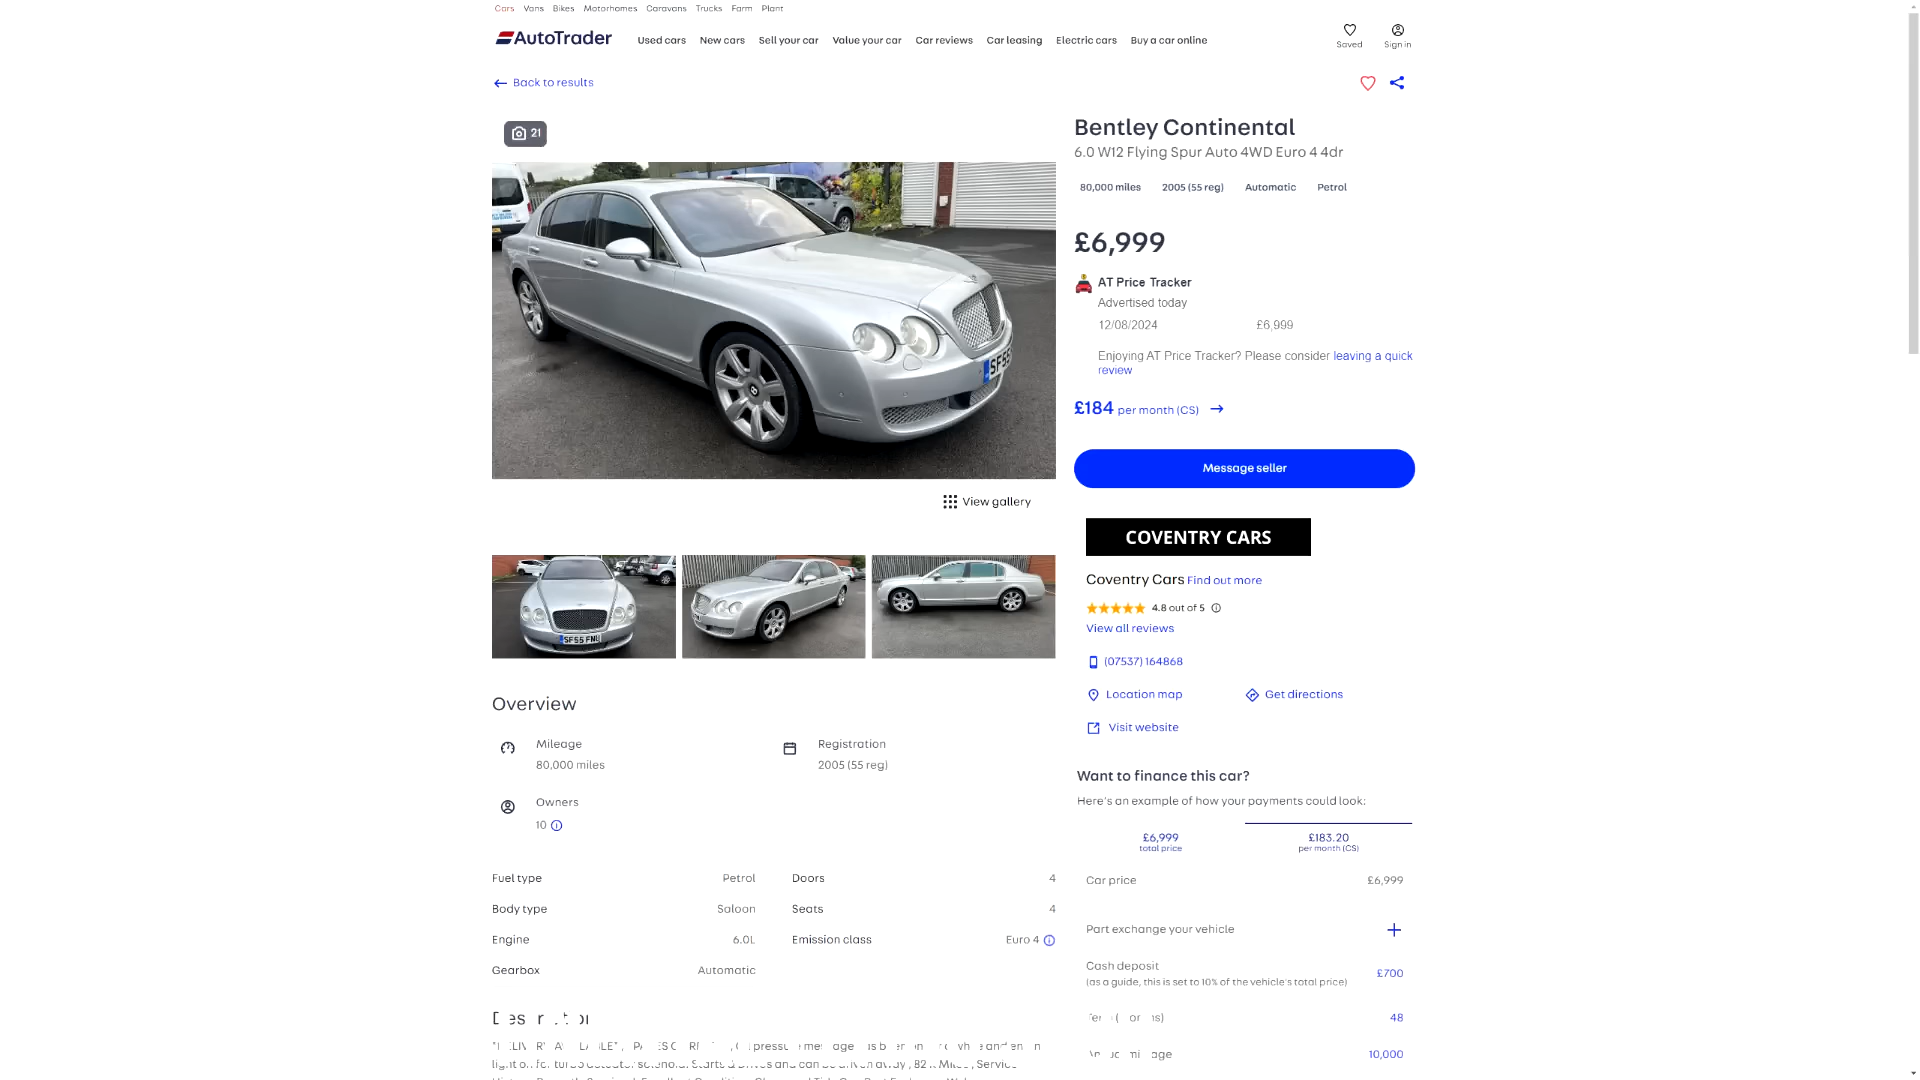 Cars Vans Bikes Motorhomes Caravans Trucks Farm Plant
AutoTrader Used cars New cars Sell your car Value your car Car reviews Car leasing Electric cars Buy a car online Saved Sign in
Back to results
21
Bentley Continental
6.0 W12 Flying Spur Auto 4WD Euro 4 4dr
80,000 miles 2005 (55 reg) Automatic Petrol
£6,999
AT Price Tracker
Advertised today
12/08/2024 £6,999
Enjoying AT Price Tracker? Please consider leaving a quick
review
£184 per month (CS)
Message seller
View gallery
COVENTRY CARS
Coventry Cars Find out more
4.8 out of 5
View all reviews
(07537) 164868
Location map Get directions
Visit website
SF55 FNL
Overview
Mileage
80,000 miles
Registration
2005 (55 reg)
Owners
10
Fuel type Petrol
Doors 4
Body type Saloon
Seats 4
Engine 6.0L
Emission class Euro 4
Gearbox Automatic
Want to finance this car?
Here's an example of how your payments could look:
£6,999
total price
£183.20
per month (CS)
Car price £6,999
Part exchange your vehicle
Cash deposit
(as a guide, this is set to 10% of the vehicle's total price) £700
48
10,000
pressure